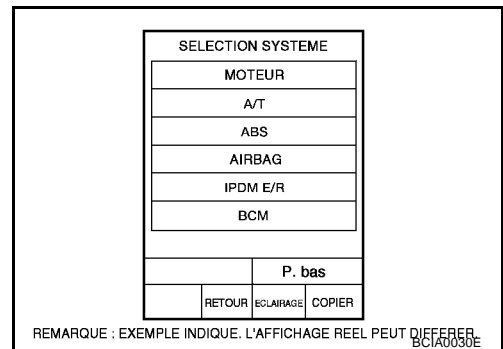 SELECTION SYSTEME
MOTEUR
A/T
ABS
AIRBAG
IPDM E/R
BCM
P. bas
RETOUR ECLAIRAGE COPIER
REMARQUE : EXEMPLE INDIQUE. L'AFFICHAGE REEL PEUT DIFFERER.
BCIA0030E